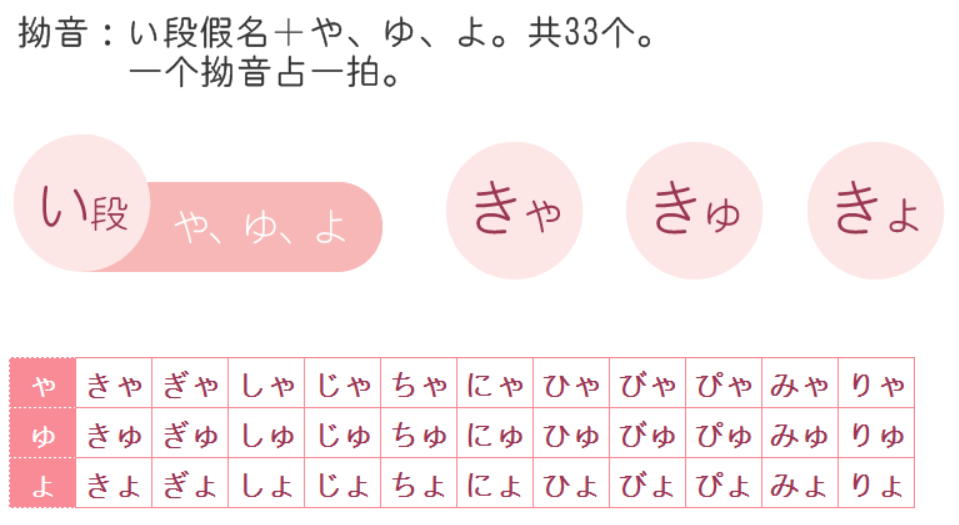 拗音：い段假名＋や、ゆ、よ。共33个。
一个拗音占一拍。
い段 や、ゆ、よ きゃ きゅ きょ
ゃ きゃ ぎゃ しゃ じゃ ちゃ にゃ ひゃ びゃ ぴゃ みゃ りゃ
ゅ きゅ ぎゅ しゅ じゅ ちゅ にゅ ひゅ びゅ ぴゅ みゅ りゅ
ょ きょ ぎょ しょ じょ ちょ にょ ひょ びょ ぴょ みょ りょ